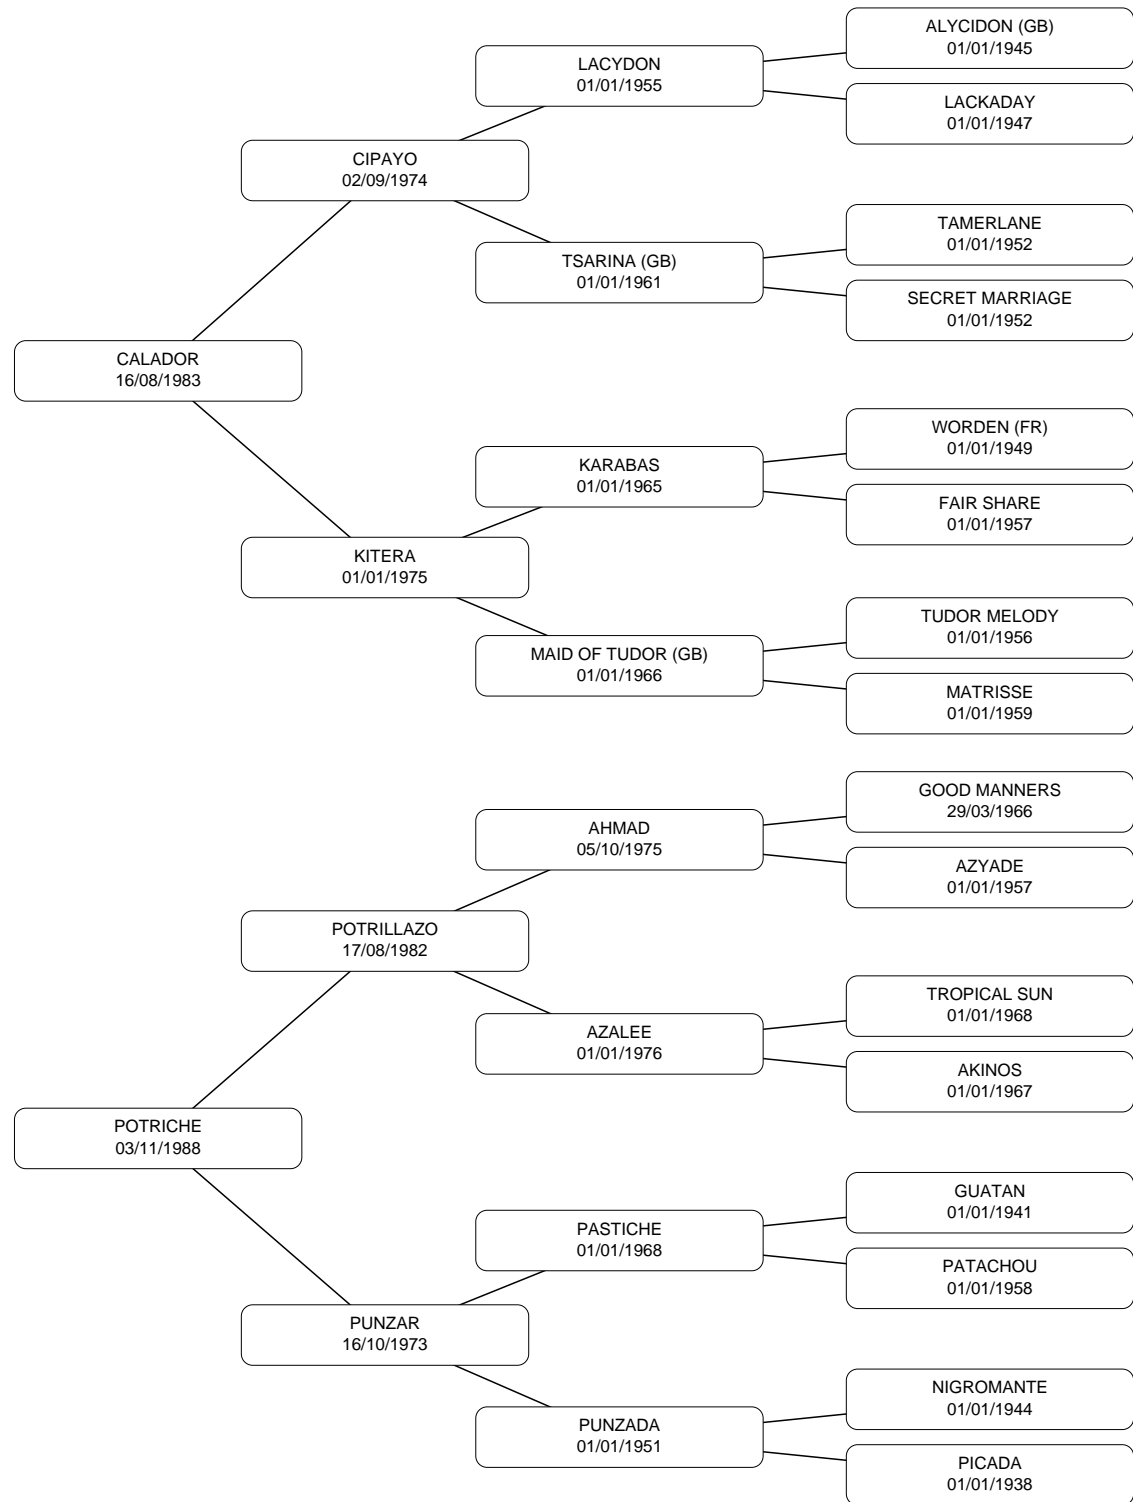 ALYCIDON (GB)
01/01/1945
LACYDON
01/01/1955
LACKADAY
01/01/1947
CIPAYO
02/09/1974
TAMERLANE
01/01/1952
TSARINA (GB)
01/01/1961
SECRET MARRIAGE
01/01/1952
CALADOR
16/08/1983
WORDEN (FR)
01/01/1949
KARABAS
01/01/1965
FAIR SHARE
01/01/1957
KITERA
01/01/1975
TUDOR MELODY
01/01/1956
MAID OF TUDOR (GB)
01/01/1966
MATRISSE
01/01/1959
GOOD MANNERS
29/03/1966
AHMAD
05/10/1975
AZYADE
01/01/1957
POTRILLAZO
17/08/1982
TROPICAL SUN
01/01/1968
AZALEE
01/01/1976
AKINOS
01/01/1967
POTRICHE
03/11/1988
GUATAN
01/01/1941
PASTICHE
01/01/1968
PATACHOU
01/01/1958
PUNZAR
16/10/1973
NIGROMANTE
01/01/1944
PUNZADA
01/01/1951
PICADA
01/01/1938